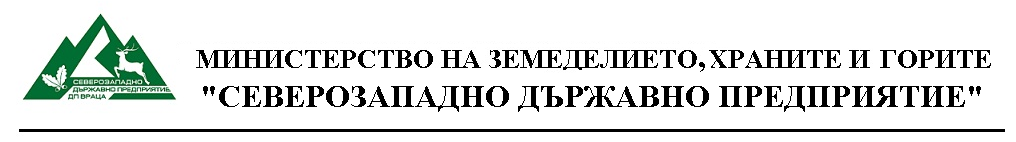 СЕВЕРОЗАПАДНО
ДЪРЖАВНО ПРЕДПРИЯТИЕ
ДП ВРАЦА
МИНИСТЕРСТВО НА ЗЕМЕДЕЛИЕТО, ХРАНИТЕ И ГОРИТЕ
"СЕВЕРОЗАПАДНО ДЪРЖАВНО ПРЕДПРИЯТИЕ"